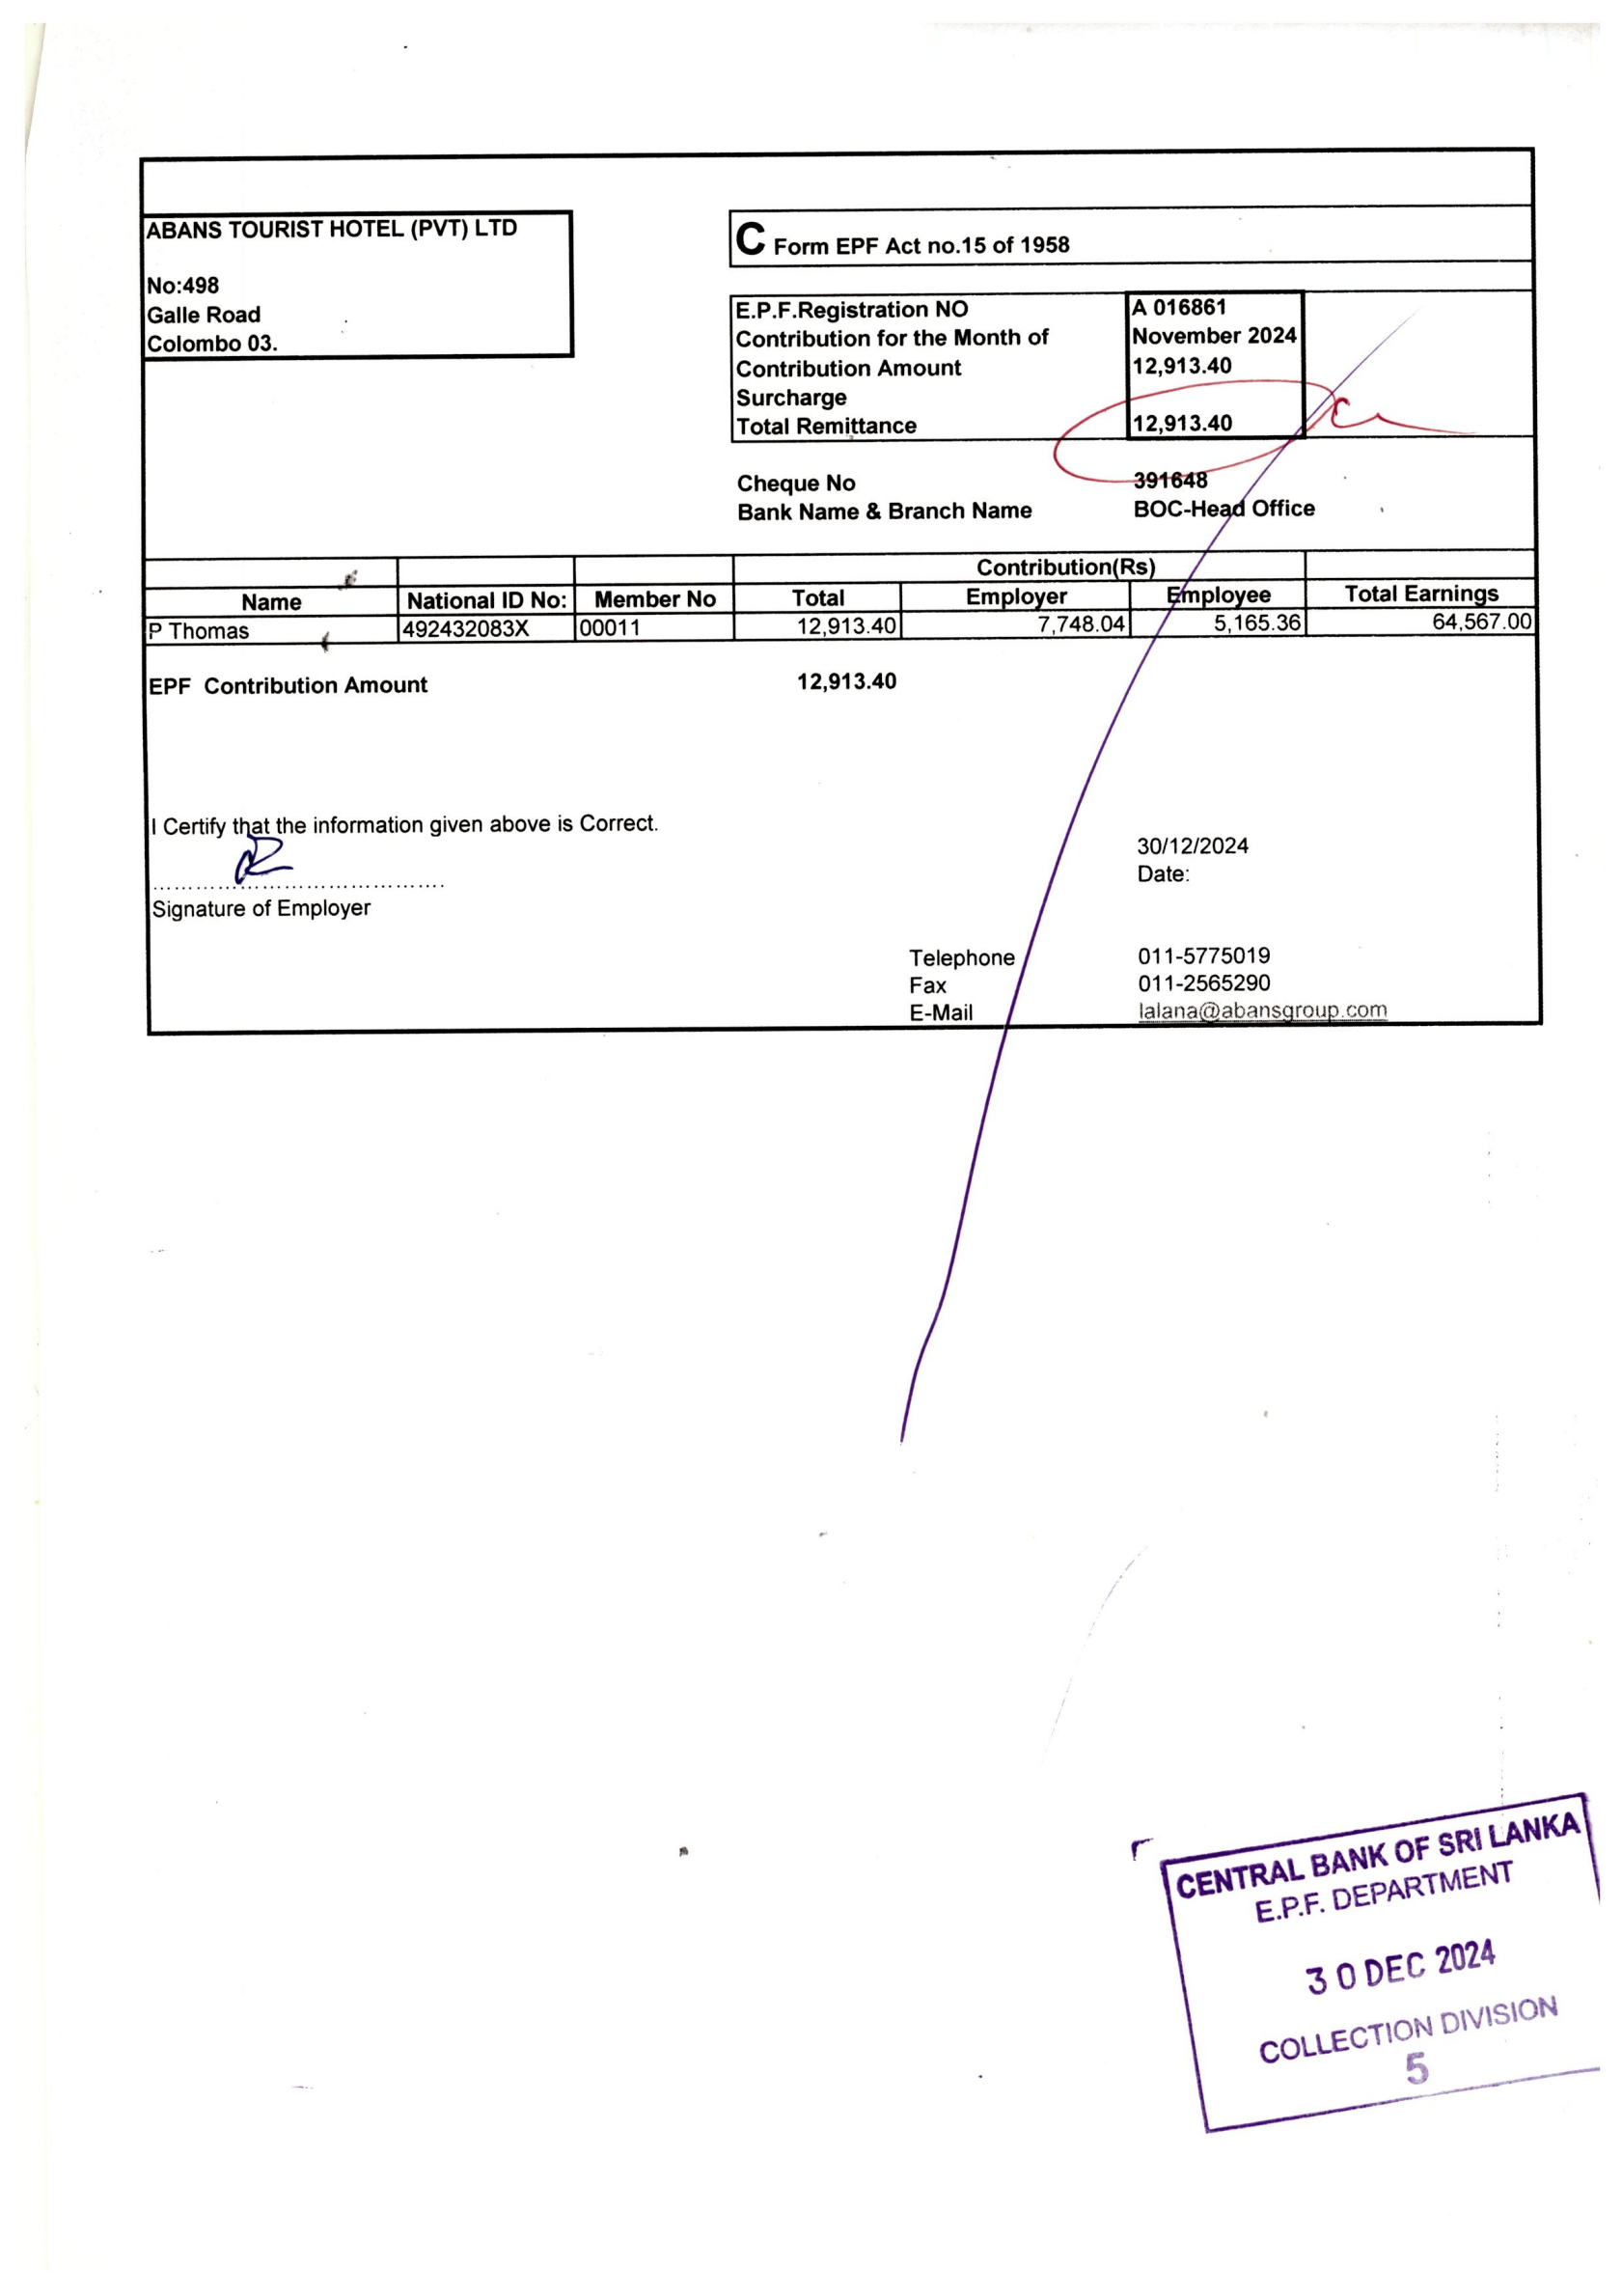 ABANS TOURIST HOTEL (PVT) LTD
No:498
Galle Road
Colombo 03.
C Form EPF Act no.15 of 1958
E.P.F.Registration NO A 016861
Contribution for the Month of November 2024
Contribution Amount 12,913.40
Surcharge
Total Remittance 12,913.40
Cheque No 391648
Bank Name & Branch Name BOC-Head Office
Contribution(Rs)
Name National ID No: Member No Total Employer Employee Total Earnings
P Thomas 492432083X 00011 12,913.40 7,748.04 5,165.36 64,567.00
EPF Contribution Amount 12,913.40
I Certify that the information given above is Correct.
30/12/2024
Date:
Signature of Employer
Telephone 011-5775019
Fax 011-2565290
E-Mail lalana@abansgroup.com
CENTRAL BANK OF SRI LANKA
E.P.F. DEPARTMENT
30 DEC 2024
COLLECTION DIVISION
5